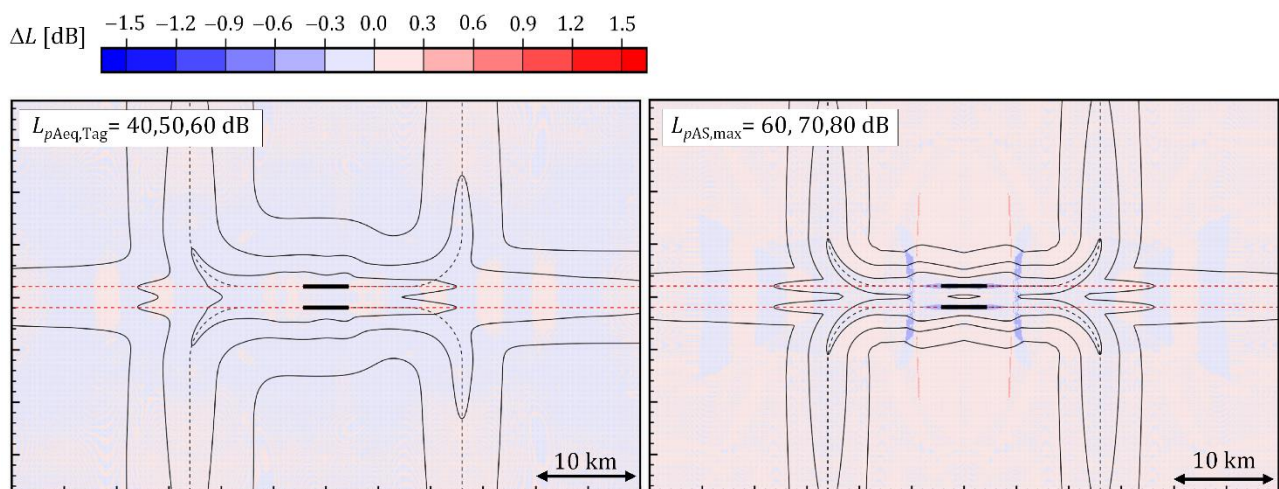 ΔL [dB]
−1.5 −1.2 −0.9 −0.6 −0.3 0.0 0.3 0.6 0.9 1.2 1.5
LpAeq,Tag= 40,50,60 dB
LpAS,max= 60, 70,80 dB
10 km
10 km